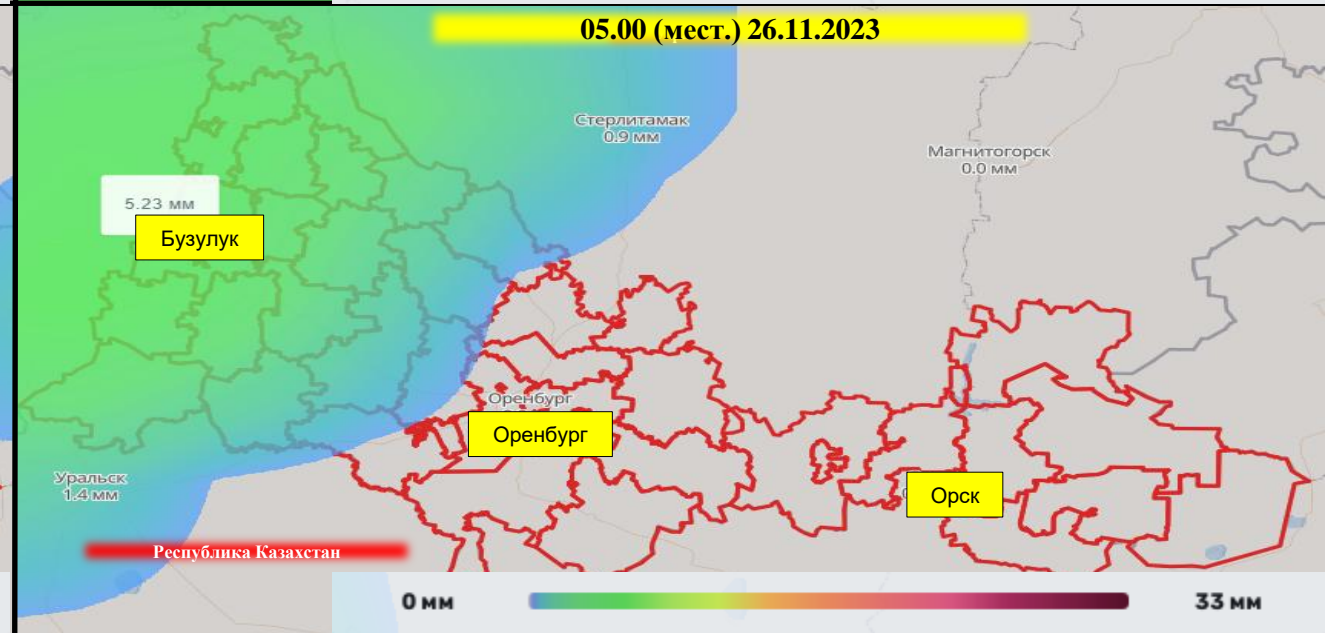 05.00 (мест.) 26.11.2023
Стерлитамак
0.9 мм
Магнитогорск
0.0 мм
5.23 мм
Бузулук
Оренбург
Оренбург
Уральск
1.4 мм
Орск
Республика Казахстан
0 мм
33 мм